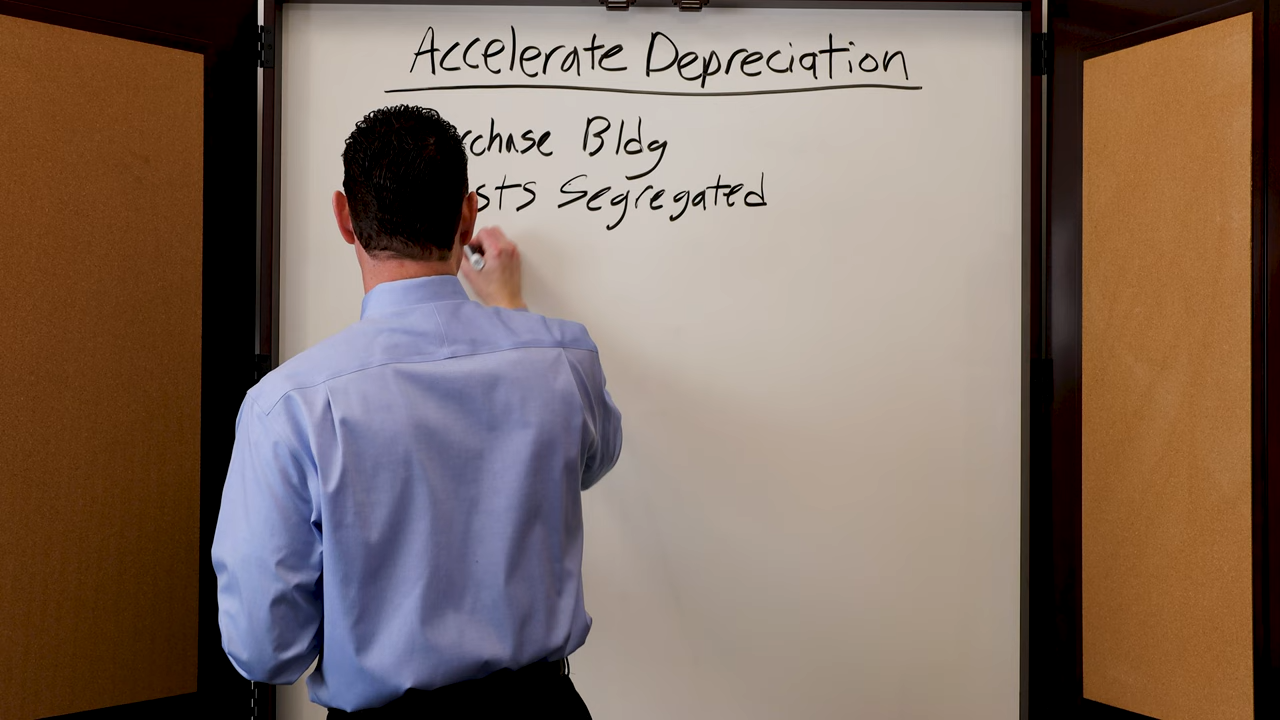 Accelerate Depreciation
rchase Bldg
sts Segregated